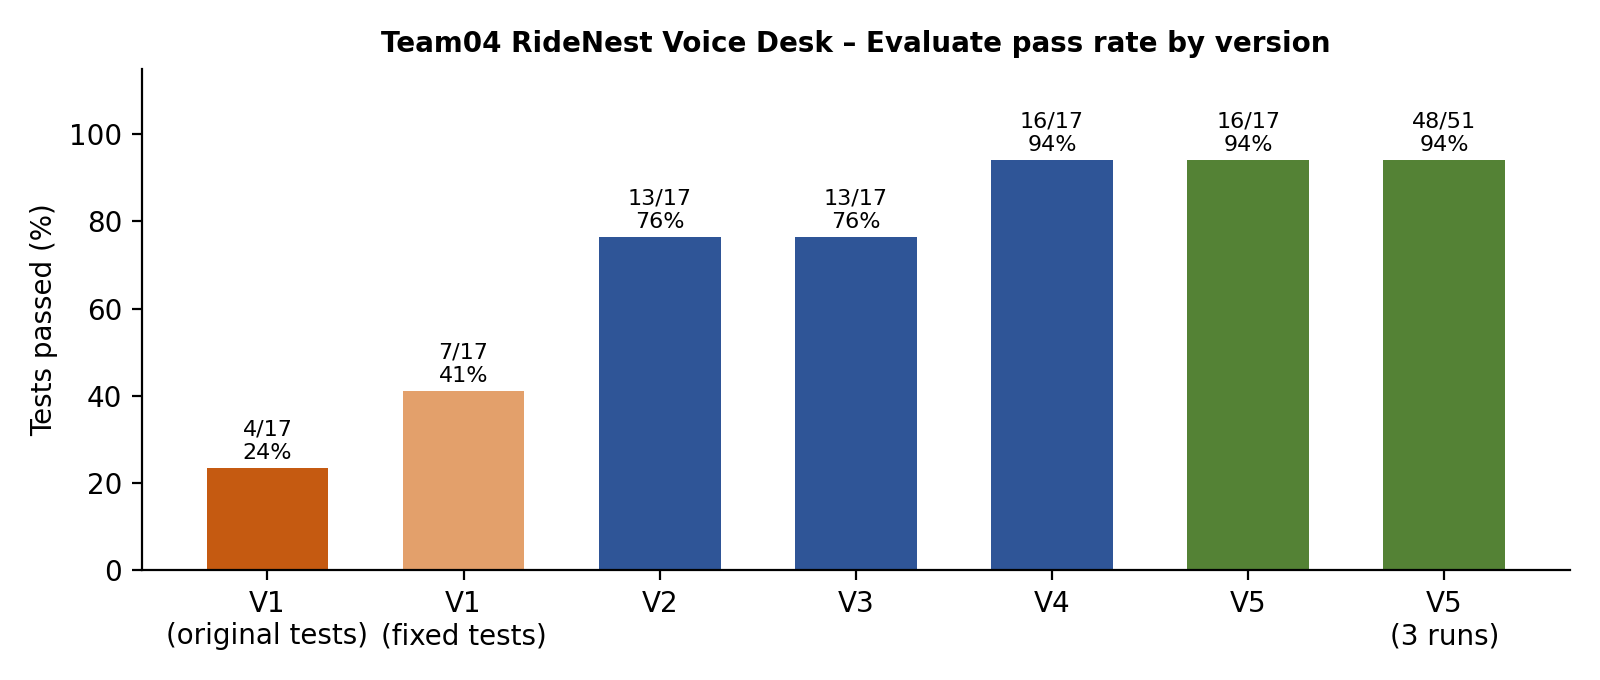 Team04 RideNest Voice Desk – Evaluate pass rate by version
Tests passed (%)
100
80
60
40
20
0
4/17
24%
7/17
41%
13/17
76%
13/17
76%
16/17
94%
16/17
94%
48/51
94%
V1
(original tests)
V1
(fixed tests)
V2
V3
V4
V5
V5
(3 runs)